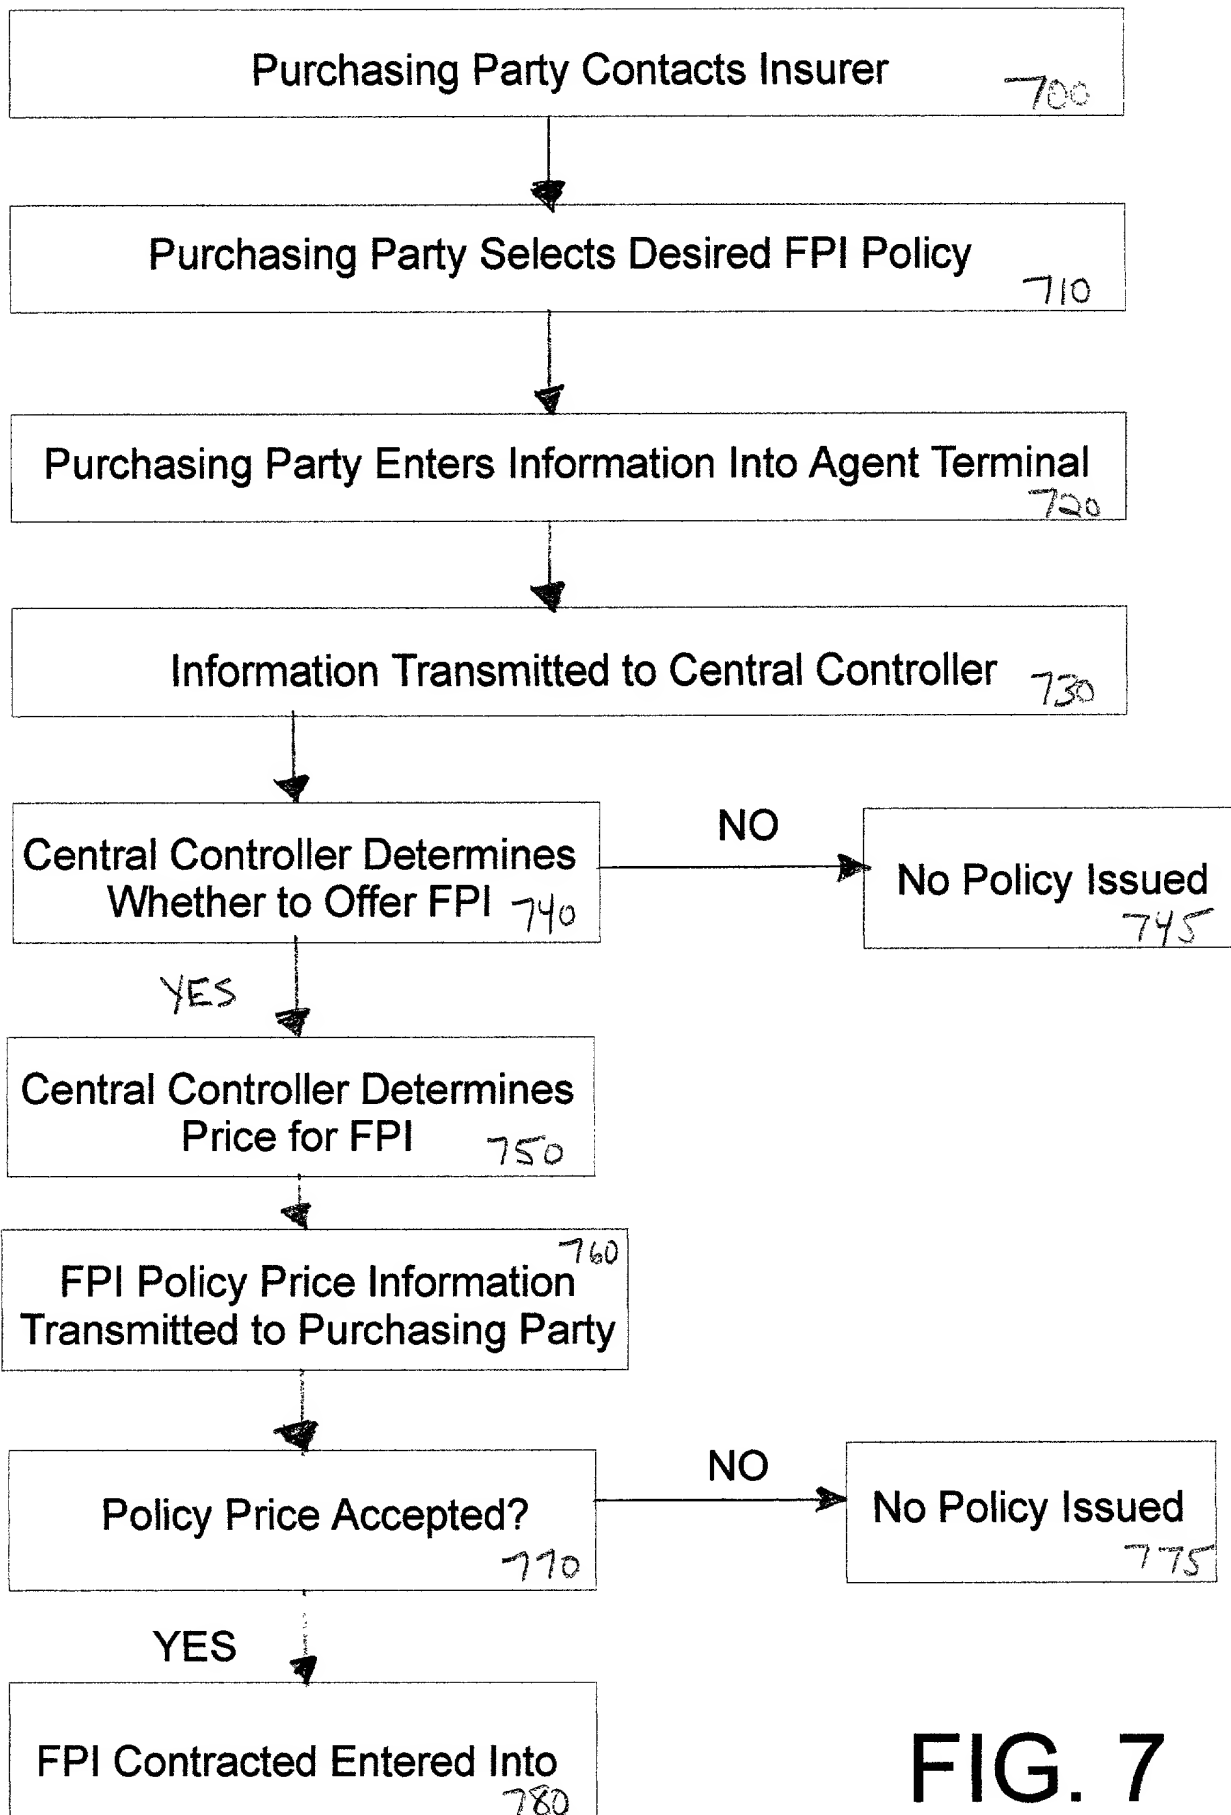 Purchasing Party Contacts Insurer
700
Purchasing Party Selects Desired FPI Policy
710
Purchasing Party Enters Information Into Agent Terminal
720
Information Transmitted to Central Controller
730
Central Controller Determines
Whether to Offer FPI 740
NO
No Policy Issued
745
YES
Central Controller Determines
Price for FPI 750
760
FPI Policy Price Information
Transmitted to Purchasing Party
Policy Price Accepted?
770
NO
No Policy Issued
775
YES
FPI Contracted Entered Into
780
FIG. 7